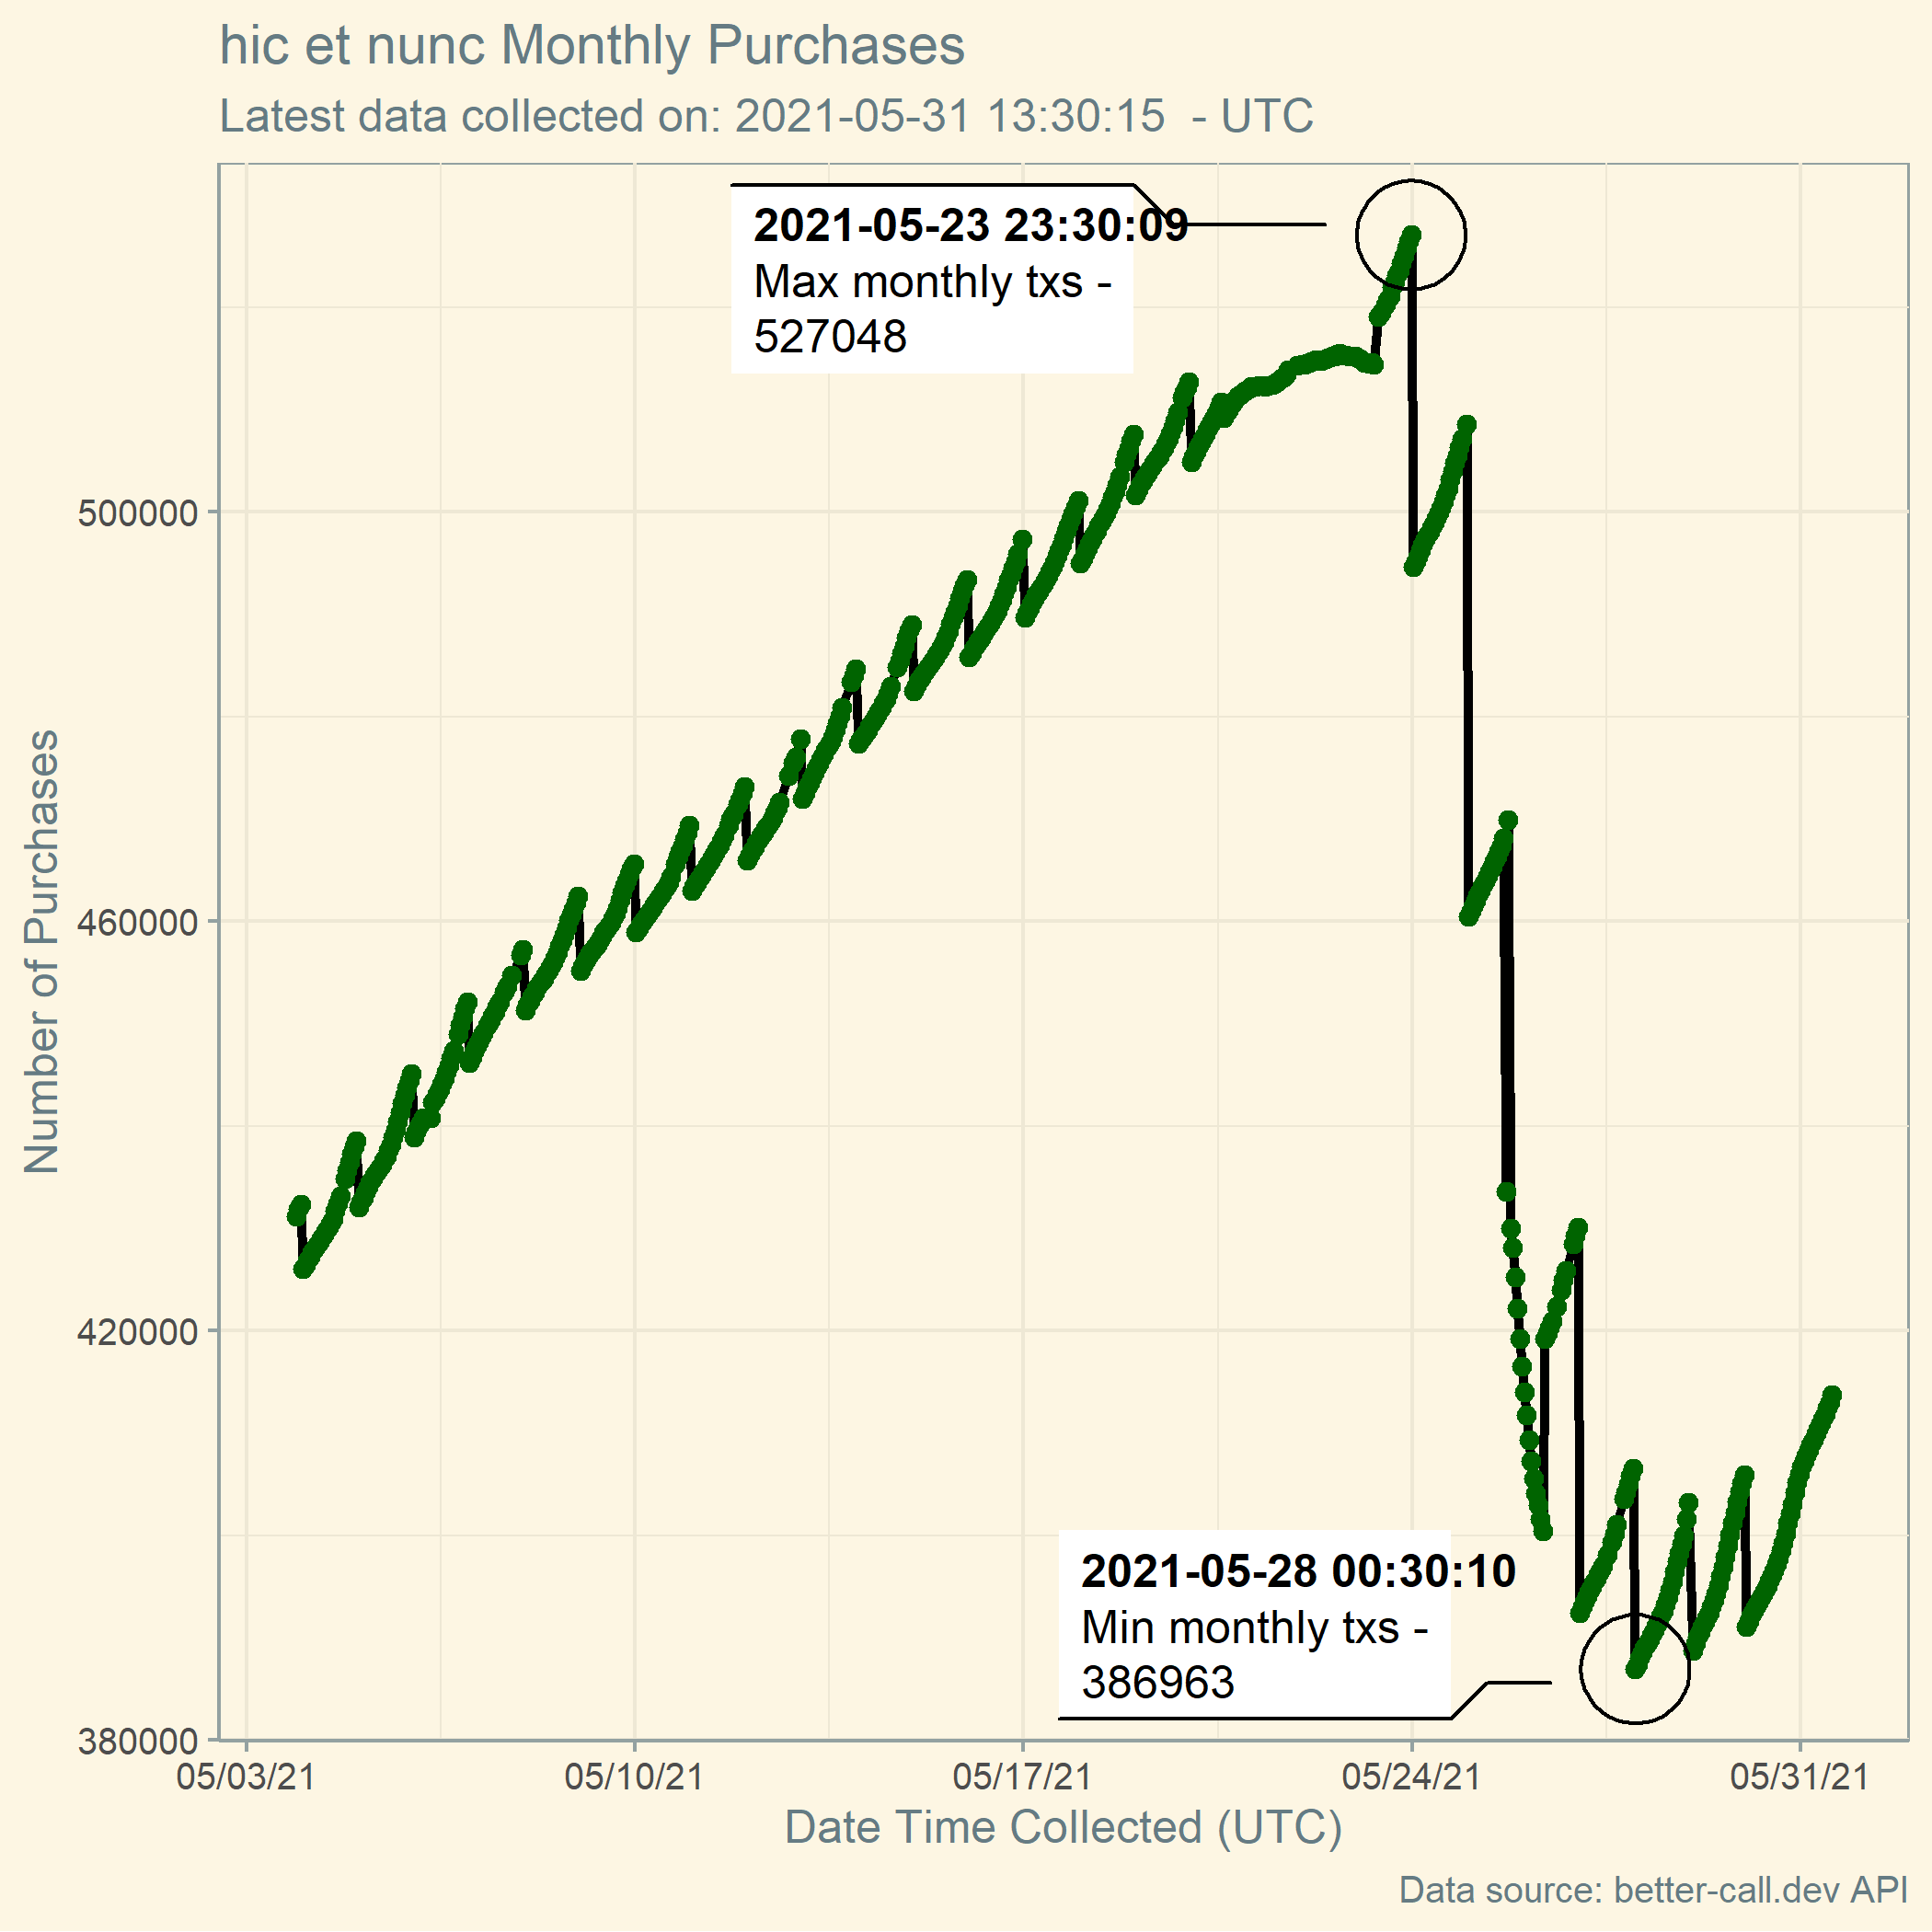 hic et nunc Monthly Purchases
Latest data collected on: 2021-05-31 13:30:15  - UTC
2021-05-23 23:30:09
Max monthly txs -
527048
Number of Purchases
500000
460000
420000
380000
2021-05-28 00:30:10
Min monthly txs -
386963
05/03/21
05/10/21
05/17/21
05/24/21
05/31/21
Date Time Collected (UTC)
Data source: better-call.dev API